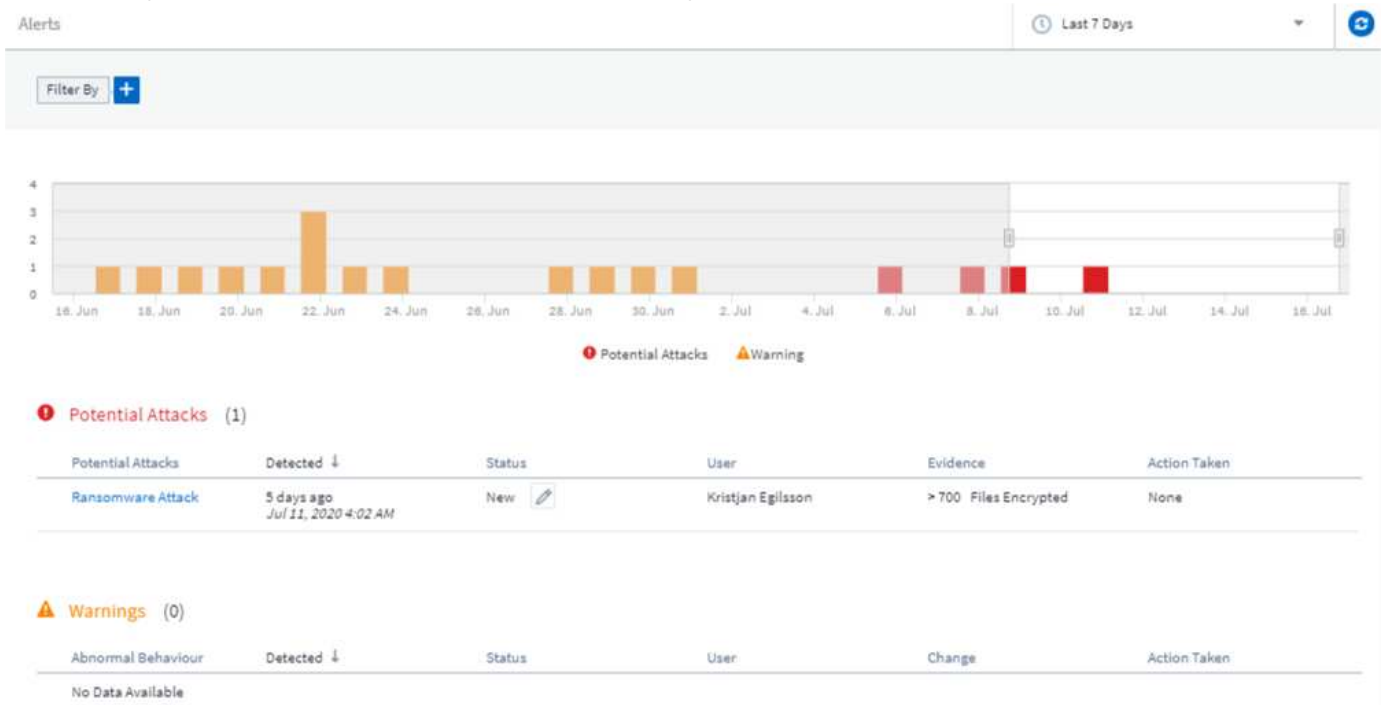 Alerts
Last 7 Days
Filter By +
4
3
2
1
0
16. Jun 18. Jun 20. Jun 22. Jun 24. Jun 26. Jun 28. Jun 30. Jun 2. Jul 4. Jul 6. Jul 8. Jul 10. Jul 12. Jul 14. Jul 16. Jul
Potential Attacks Warning
Potential Attacks (1)
Potential Attacks Detected ↓ Status User Evidence Action Taken
Ransomware Attack 5 days ago New Kristjan Egilsson > 700 Files Encrypted None
Jul 11, 2020 4:02 AM
Warnings (0)
Abnormal Behaviour Detected ↓ Status User Change Action Taken
No Data Available